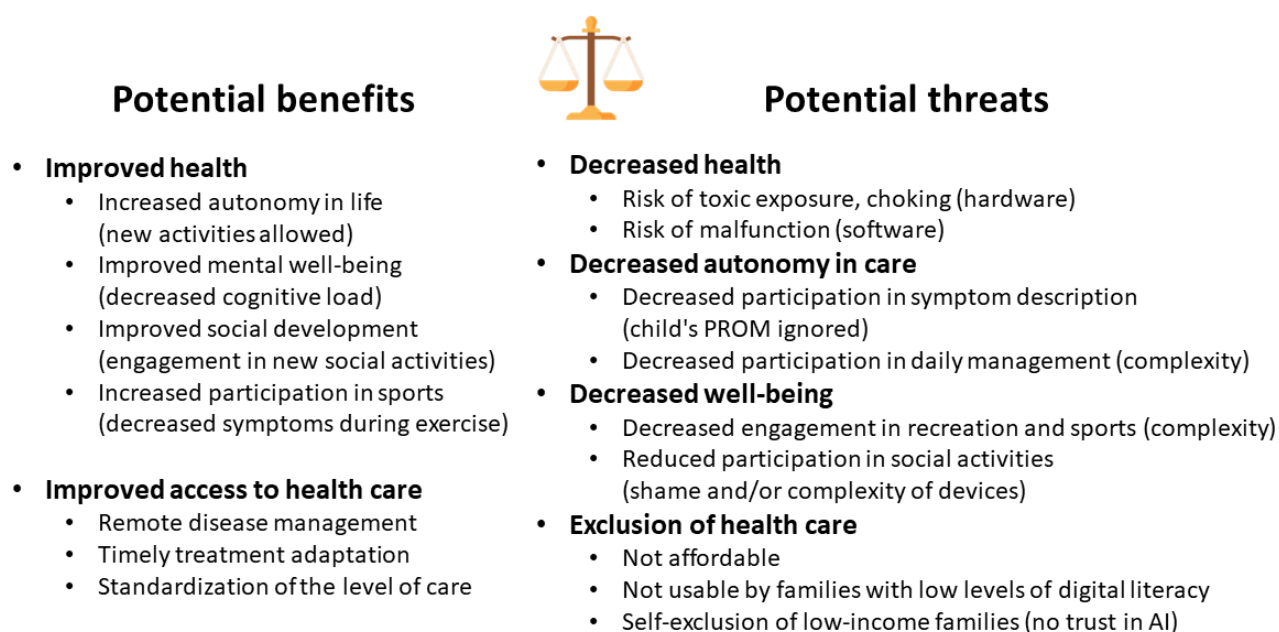 Potential benefits
• Improved health
• Increased autonomy in life
(new activities allowed)
• Improved mental well-being
(decreased cognitive load)
• Improved social development
(engagement in new social activities)
• Increased participation in sports
(decreased symptoms during exercise)
• Improved access to health care
• Remote disease management
• Timely treatment adaptation
• Standardization of the level of care
Potential threats
• Decreased health
• Risk of toxic exposure, choking (hardware)
• Risk of malfunction (software)
• Decreased autonomy in care
• Decreased participation in symptom description
(child's PROM ignored)
• Decreased participation in daily management (complexity)
• Decreased well-being
• Decreased engagement in recreation and sports (complexity)
• Reduced participation in social activities
(shame and/or complexity of devices)
• Exclusion of health care
• Not affordable
• Not usable by families with low levels of digital literacy
• Self-exclusion of low-income families (no trust in AI)